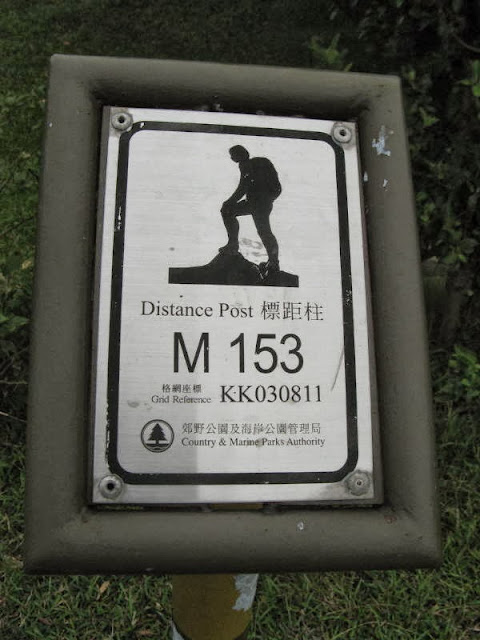 Distance Post 標距柱
M 153
格網座標
Grid Reference KK030811
郊野公園及海岸公園管理局
Country & Marine Parks Authority